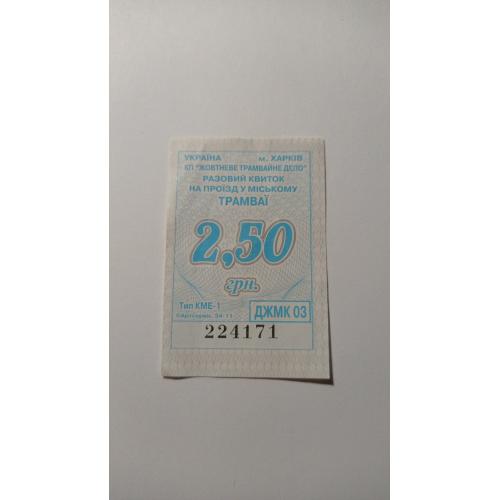 УКРАЇНА м. ХАРКІВ
КП "ЖОВТНЕВЕ ТРАМВАЙНЕ ДЕПО"
РАЗОВИЙ КВИТОК
НА ПРОЇЗД У МІСЬКОМУ
ТРАМВАЇ
2,50
грн.
Тип КМЕ-1
ДЖМК 03
224171